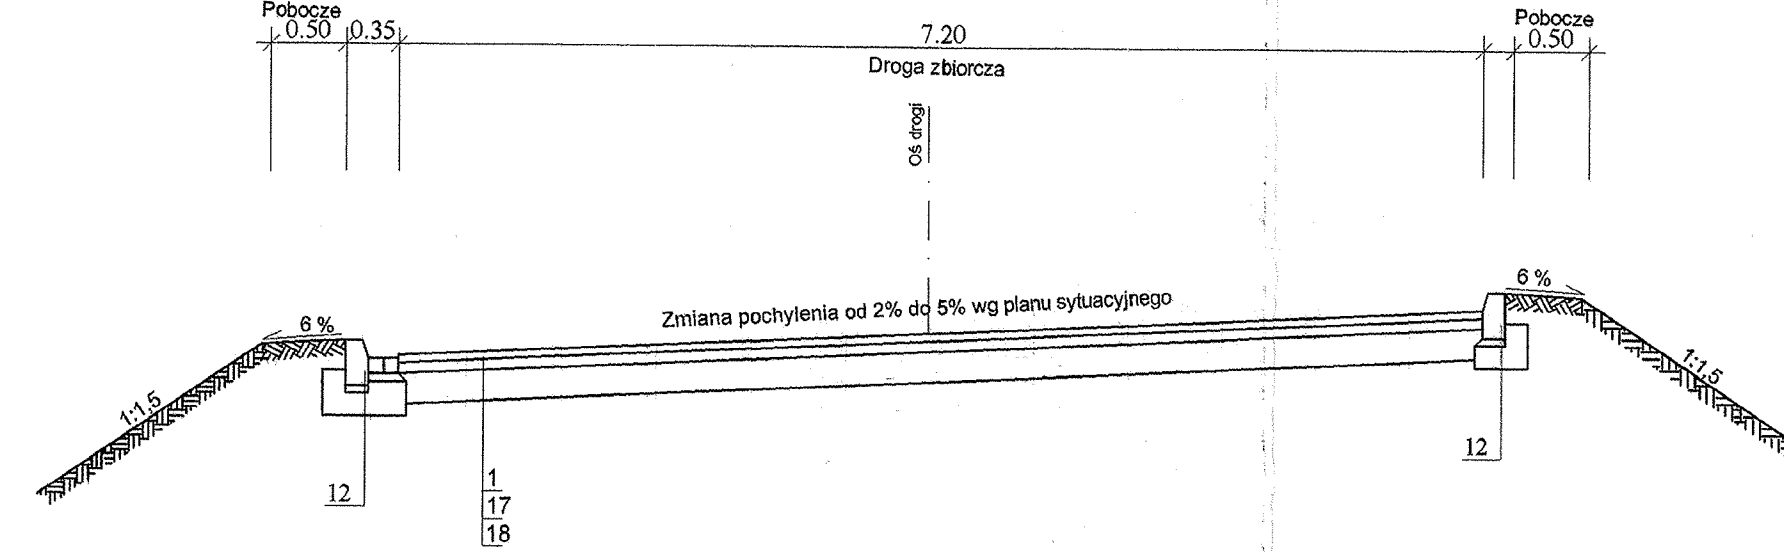 Pobocze
0.50
0.35
7.20
Pobocze
0.50
Droga zbiorcza
Oś drogi
Zmiana pochylenia od 2% do 5% wg planu sytuacyjnego
6 %
6 %
1:1,5
1:1,5
12
12
1
17
18